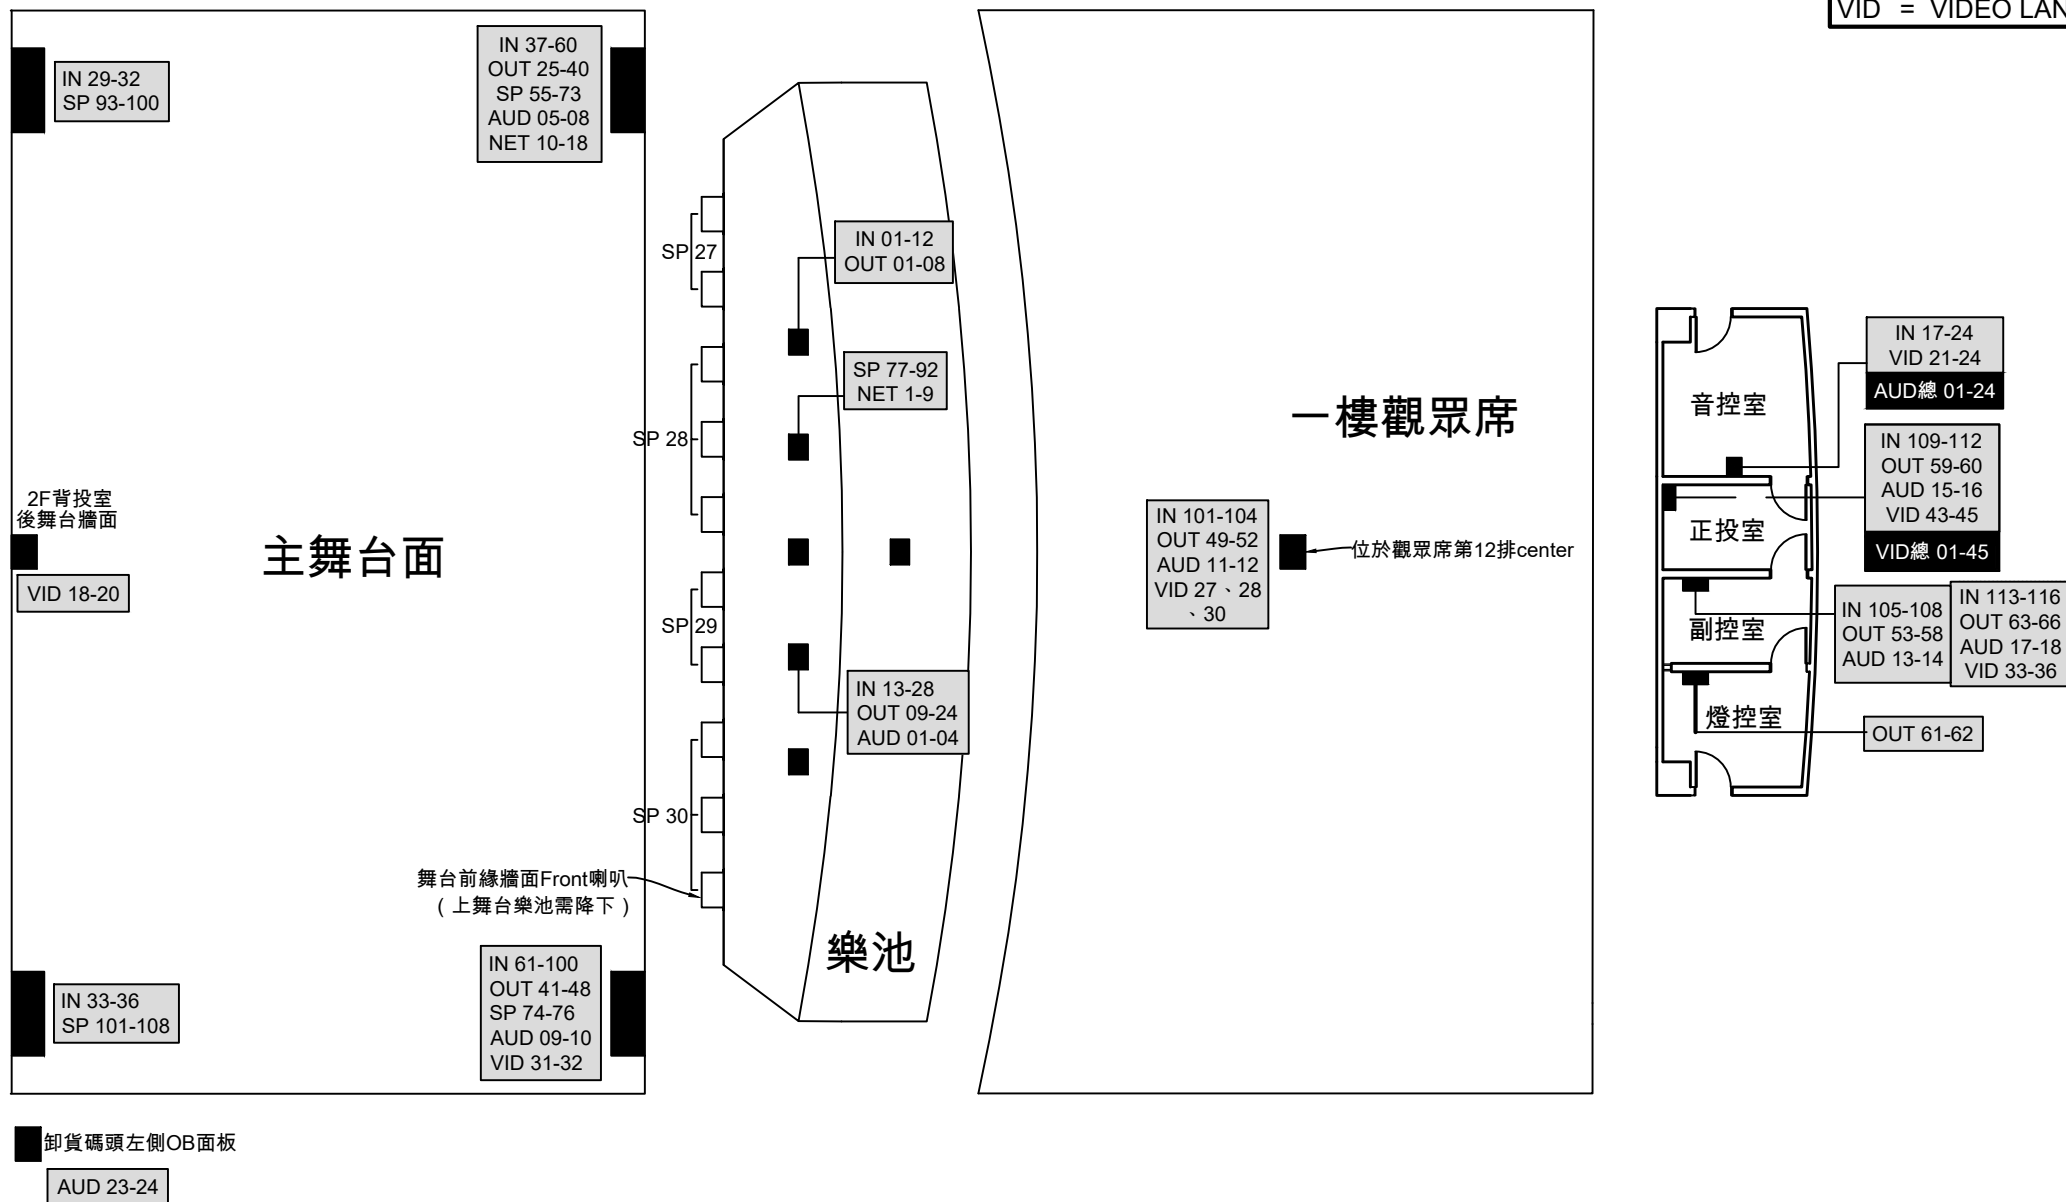 VID = VIDEO LAN
IN 29-32
SP 93-100
IN 37-60
OUT 25-40
SP 55-73
AUD 05-08
NET 10-18
SP 27
IN 01-12
OUT 01-08
SP 77-92
NET 1-9
SP 28
2F背投室
後舞台牆面
VID 18-20
主舞台面
SP 29
IN 13-28
OUT 09-24
AUD 01-04
SP 30
舞台前緣牆面Front喇叭
（上舞台樂池需降下）
樂池
IN 33-36
SP 101-108
IN 61-100
OUT 41-48
SP 74-76
AUD 09-10
VID 31-32
一樓觀眾席
IN 101-104
OUT 49-52
AUD 11-12
VID 27、28
、30
位於觀眾席第12排center
音控室
IN 17-24
VID 21-24
AUD總 01-24
正投室
IN 109-112
OUT 59-60
AUD 15-16
VID 43-45
VID總 01-45
副控室
IN 105-108
OUT 53-58
AUD 13-14
IN 113-116
OUT 63-66
AUD 17-18
VID 33-36
燈控室
OUT 61-62
卸貨碼頭左側OB面板
AUD 23-24